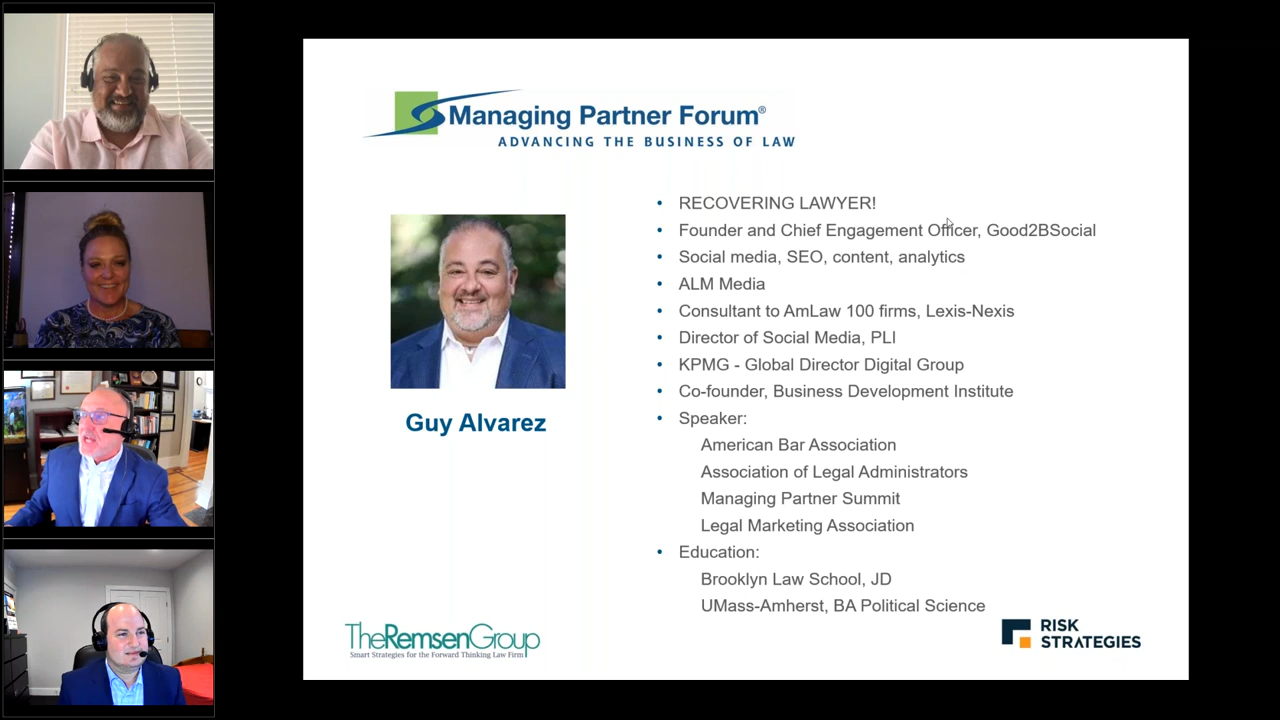 Managing Partner Forum®
ADVANCING THE BUSINESS OF LAW
Guy Alvarez
• RECOVERING LAWYER!
• Founder and Chief Engagement Officer, Good2BSocial
• Social media, SEO, content, analytics
• ALM Media
• Consultant to AmLaw 100 firms, Lexis-Nexis
• Director of Social Media, PLI
• KPMG - Global Director Digital Group
• Co-founder, Business Development Institute
• Speaker:
American Bar Association
Association of Legal Administrators
Managing Partner Summit
Legal Marketing Association
• Education:
Brooklyn Law School, JD
UMass-Amherst, BA Political Science
TheRemsenGroup
Smart Strategies for the Forward Thinking Law Firm
RISK
STRATEGIES